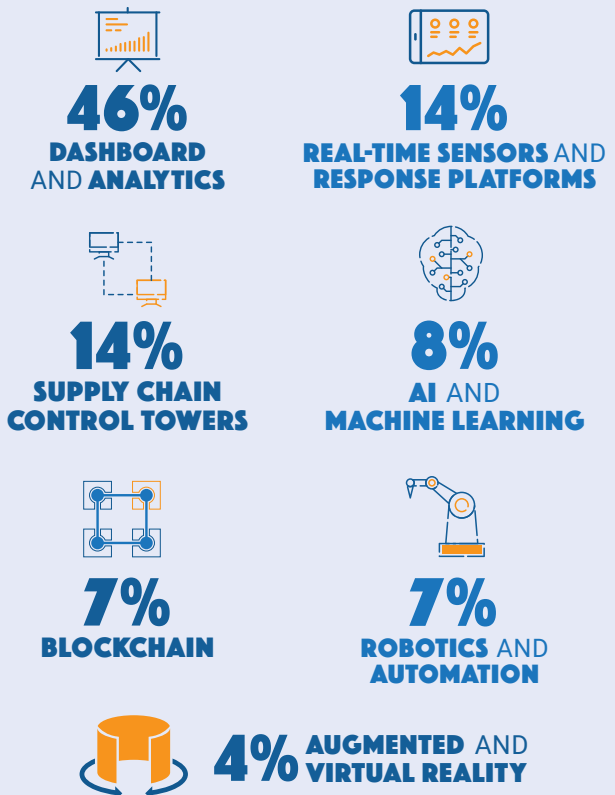 46%
DASHBOARD
AND ANALYTICS
14%
REAL-TIME SENSORS AND
RESPONSE PLATFORMS
14%
SUPPLY CHAIN
CONTROL TOWERS
8%
AI AND
MACHINE LEARNING
7%
BLOCKCHAIN
7%
ROBOTICS AND
AUTOMATION
4% AUGMENTED AND
VIRTUAL REALITY